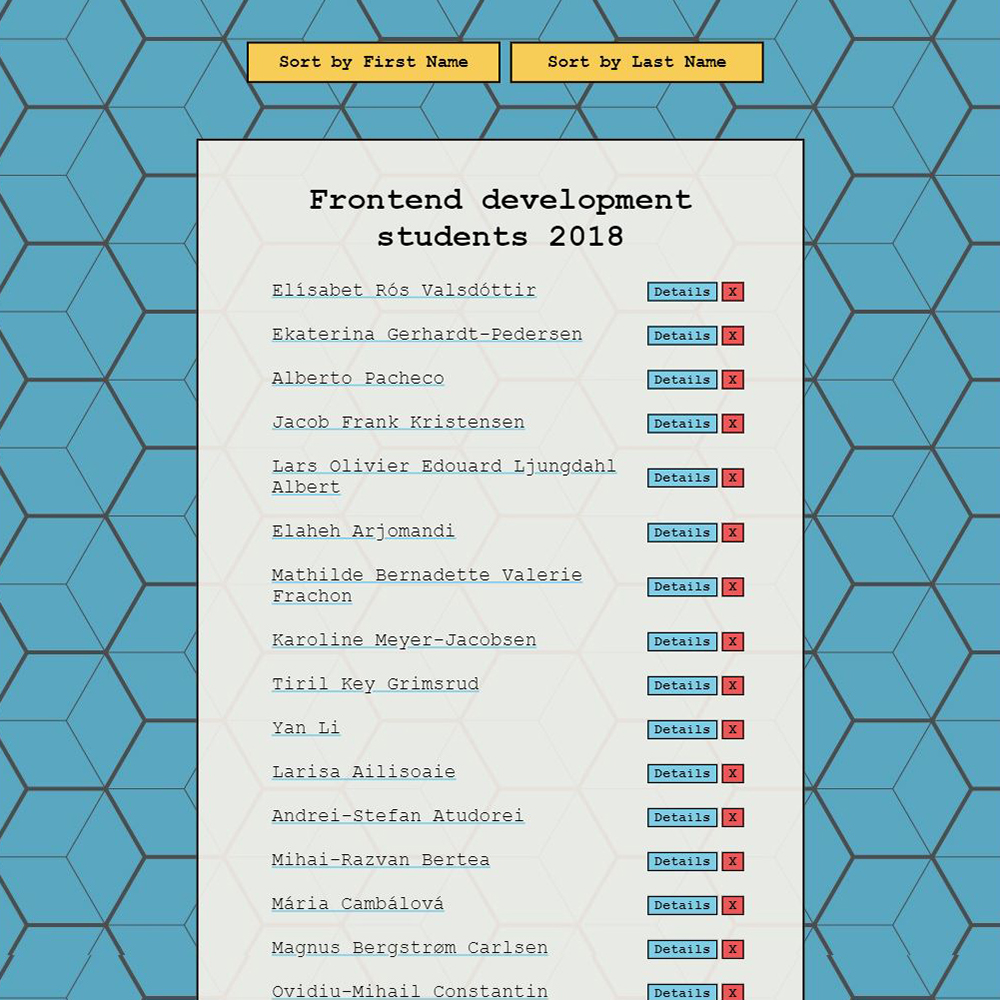 Sort by First Name Sort by Last Name
Frontend development
students 2018
Elísabet Rós Valsdóttir Details X
Ekaterina Gerhardt-Pedersen Details X
Alberto Pacheco Details X
Jacob Frank Kristensen Details X
Lars Olivier Edouard Ljungdahl
Albert Details X
Elaheh Arjomandi Details X
Mathilde Bernadette Valerie
Frachon Details X
Karoline Meyer-Jacobsen Details X
Tiril Key Grimsrud Details X
Yan Li Details X
Larisa Ailisoaie Details X
Andrei-Stefan Atudorei Details X
Mihai-Razvan Bertea Details X
Mária Cambálová Details X
Magnus Bergstrøm Carlsen Details X
Ovidiu-Mihail Constantin Details X